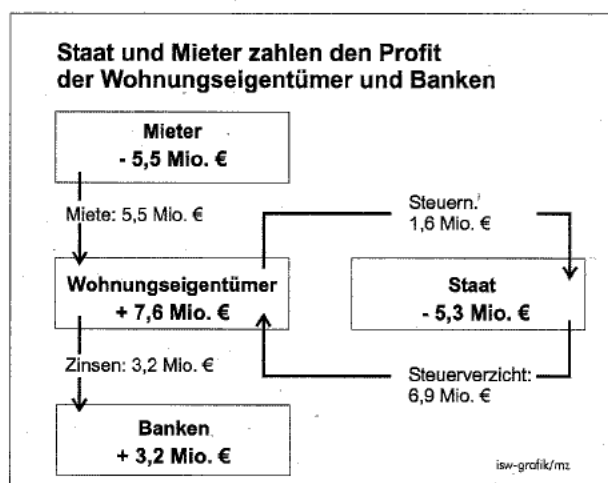 Staat und Mieter zahlen den Profit
der Wohnungseigentümer und Banken
Mieter
- 5,5 Mio. €
Miete: 5,5 Mio. €
Steuern:
1,6 Mio. €
Wohnungseigentümer
+ 7,6 Mio. €
Staat
- 5,3 Mio. €
Zinsen: 3,2 Mio. €
Steuerverzicht:
6,9 Mio. €
Banken
+ 3,2 Mio. €
isw-grafik/mz